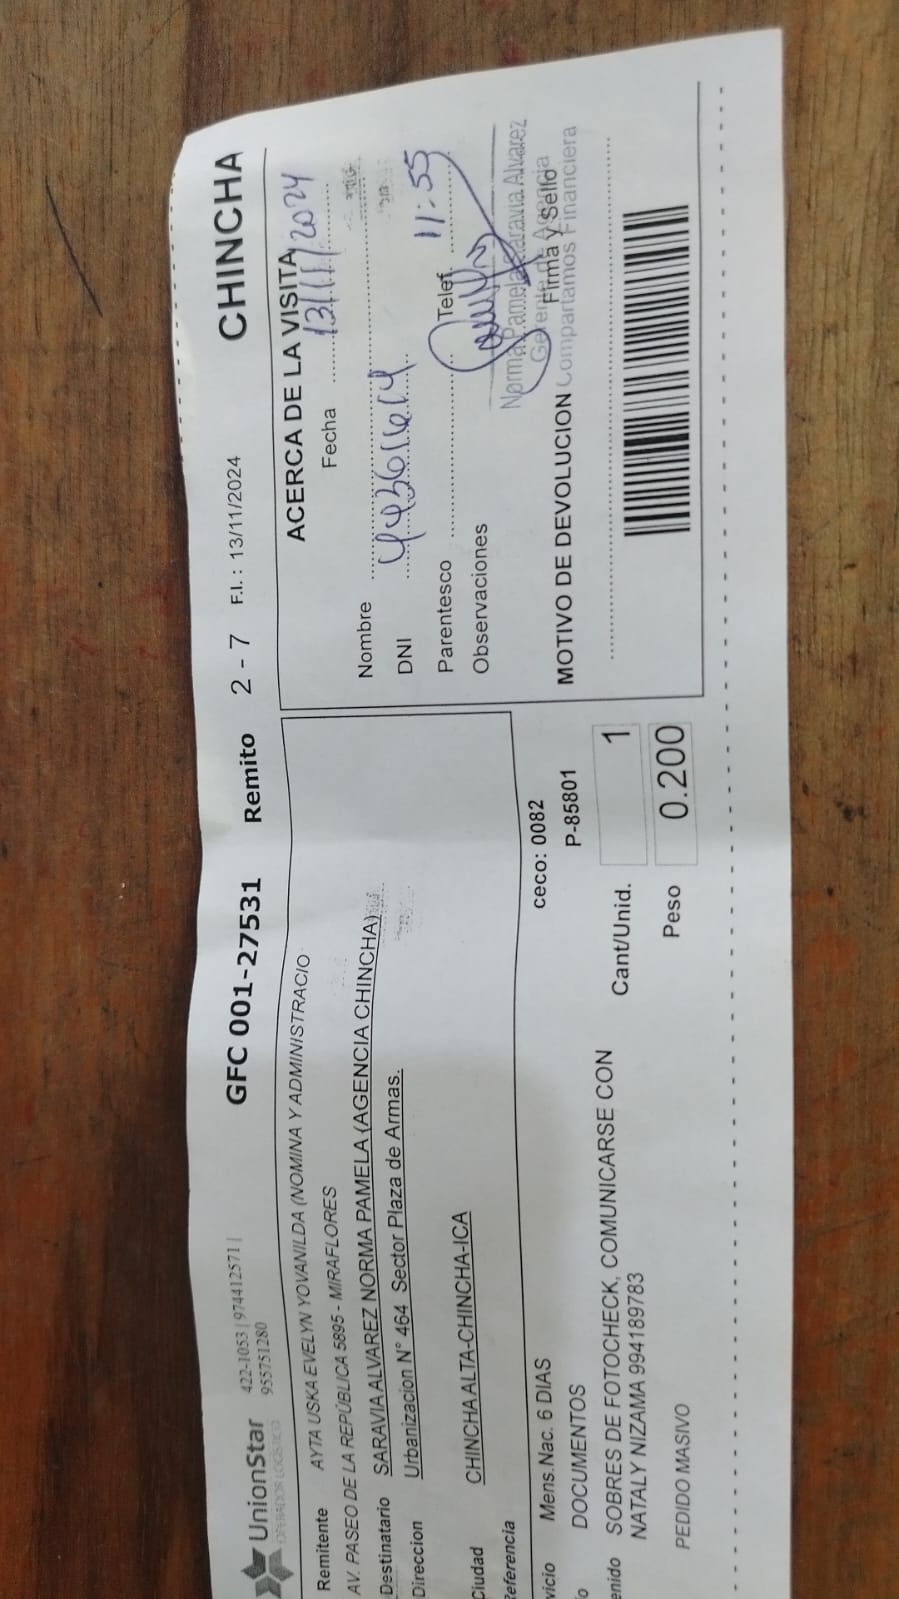 UnionStar
OPERADOR LOGISTICO
422-1053 | 974412571 |
955751280
GFC 001-27531 Remito 2 - 7 F.I. : 13/11/2024 CHINCHA
Remitente AYTA USKA EVELYN YOVANILDA (NOMINA Y ADMINISTRACIO
AV. PASEO DE LA REPÚBLICA 5895 - MIRAFLORES
Destinatario SARAVIA ALVAREZ NORMA PAMELA (AGENCIA CHINCHA)
Direccion Urbanizacion N° 464 Sector Plaza de Armas.
Ciudad CHINCHA ALTA-CHINCHA-ICA
Referencia
vicio Mens.Nac. 6 DIAS
ceco: 0082
o DOCUMENTOS
P-85801
enido SOBRES DE FOTOCHECK, COMUNICARSE CON
NATALY NIZAMA 994189783
PEDIDO MASIVO
Cant/Unid. 1
Peso 0.200
ACERCA DE LA VISITA
Fecha 13/11/2024
Nombre
DNI
Parentesco Telef 11:55
Observaciones
Norma Pamela Saravia Alvarez
Gerente de Agencia
Compartamos Financiera
Firma y Sello
MOTIVO DE DEVOLUCION